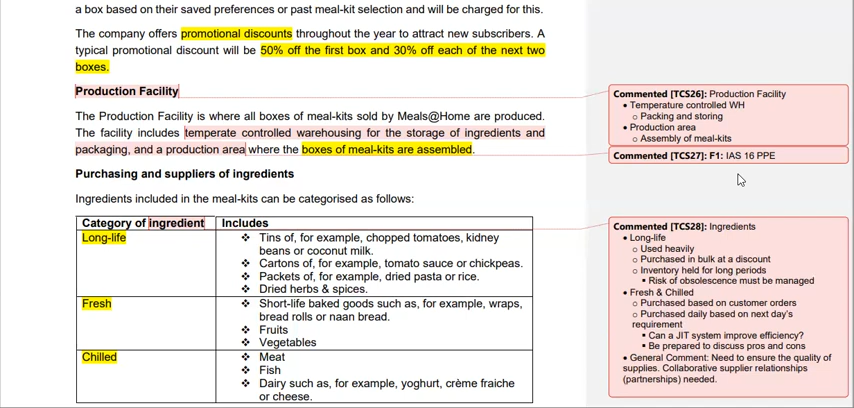 a box based on their saved preferences or past meal-kit selection and will be charged for this.
The company offers promotional discounts throughout the year to attract new subscribers. A
typical promotional discount will be 50% off the first box and 30% off each of the next two
boxes.
Production Facility
The Production Facility is where all boxes of meal-kits sold by Meals@Home are produced.
The facility includes temperate controlled warehousing for the storage of ingredients and
packaging, and a production area where the boxes of meal-kits are assembled.
Purchasing and suppliers of ingredients
Ingredients included in the meal-kits can be categorised as follows:
Category of ingredient Includes
Long-life
❖ Tins of, for example, chopped tomatoes, kidney
beans or coconut milk.
❖ Cartons of, for example, tomato sauce or chickpeas.
❖ Packets of, for example, dried pasta or rice.
❖ Dried herbs & spices.
Fresh
❖ Short-life baked goods such as, for example, wraps,
bread rolls or naan bread.
❖ Fruits
❖ Vegetables
Chilled
❖ Meat
❖ Fish
❖ Dairy such as, for example, yoghurt, crème fraiche
or cheese.
Commented [TCS26]: Production Facility
• Temperature controlled WH
o Packing and storing
• Production area
o Assembly of meal-kits
Commented [TCS27]: F1: IAS 16 PPE
Commented [TCS28]: Ingredients
• Long-life
o Used heavily
o Purchased in bulk at a discount
o Inventory held for long periods
▪ Risk of obsolescence must be managed
• Fresh & Chilled
o Purchased based on customer orders
o Purchased daily based on next day's
requirement
▪ Can a JIT system improve efficiency?
▪ Be prepared to discuss pros and cons
• General Comment: Need to ensure the quality of
supplies. Collaborative supplier relationships
(partnerships) needed.